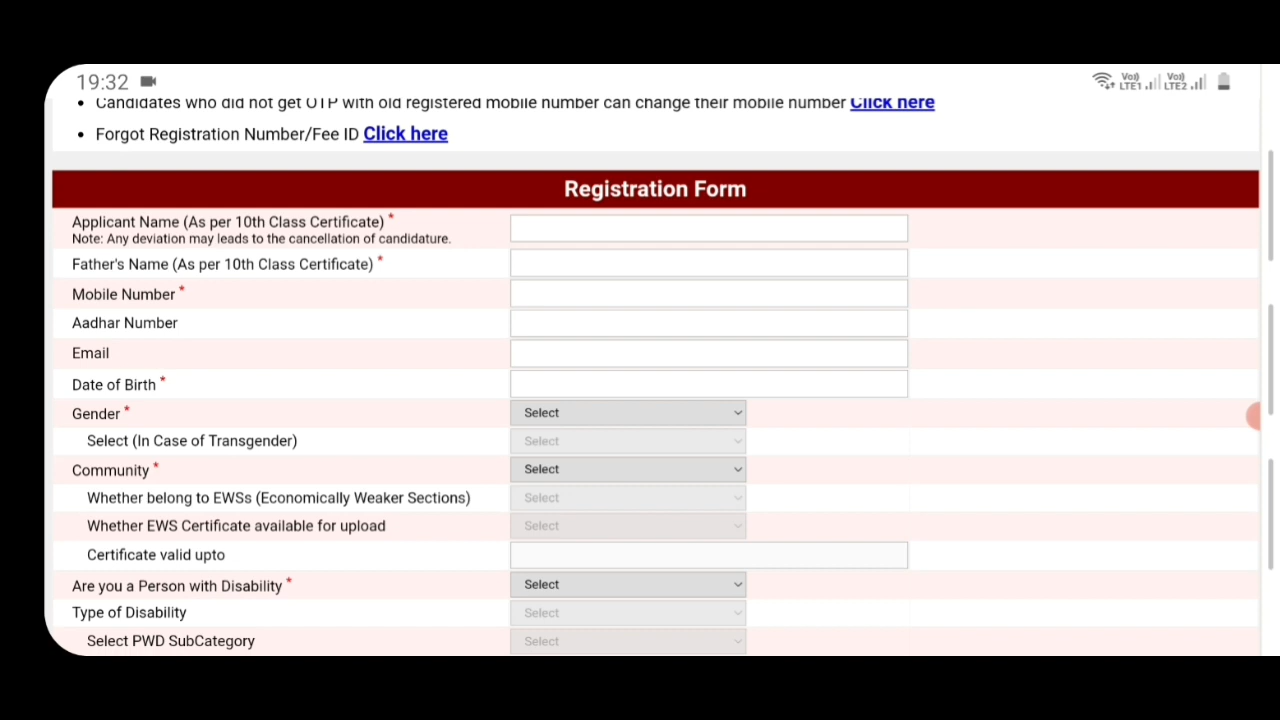 19:32
Vo)) LTE1 Vo)) LTE2
• Candidates who did not get OTP with old registered mobile number can change their mobile number Click here
• Forgot Registration Number/Fee ID Click here
Registration Form
Applicant Name (As per 10th Class Certificate) *
Note: Any deviation may leads to the cancellation of candidature.
Father's Name (As per 10th Class Certificate) *
Mobile Number *
Aadhar Number
Email
Date of Birth *
Gender * Select
Select (In Case of Transgender) Select
Community * Select
Whether belong to EWSs (Economically Weaker Sections) Select
Whether EWS Certificate available for upload Select
Certificate valid upto
Are you a Person with Disability * Select
Type of Disability Select
Select PWD SubCategory Select